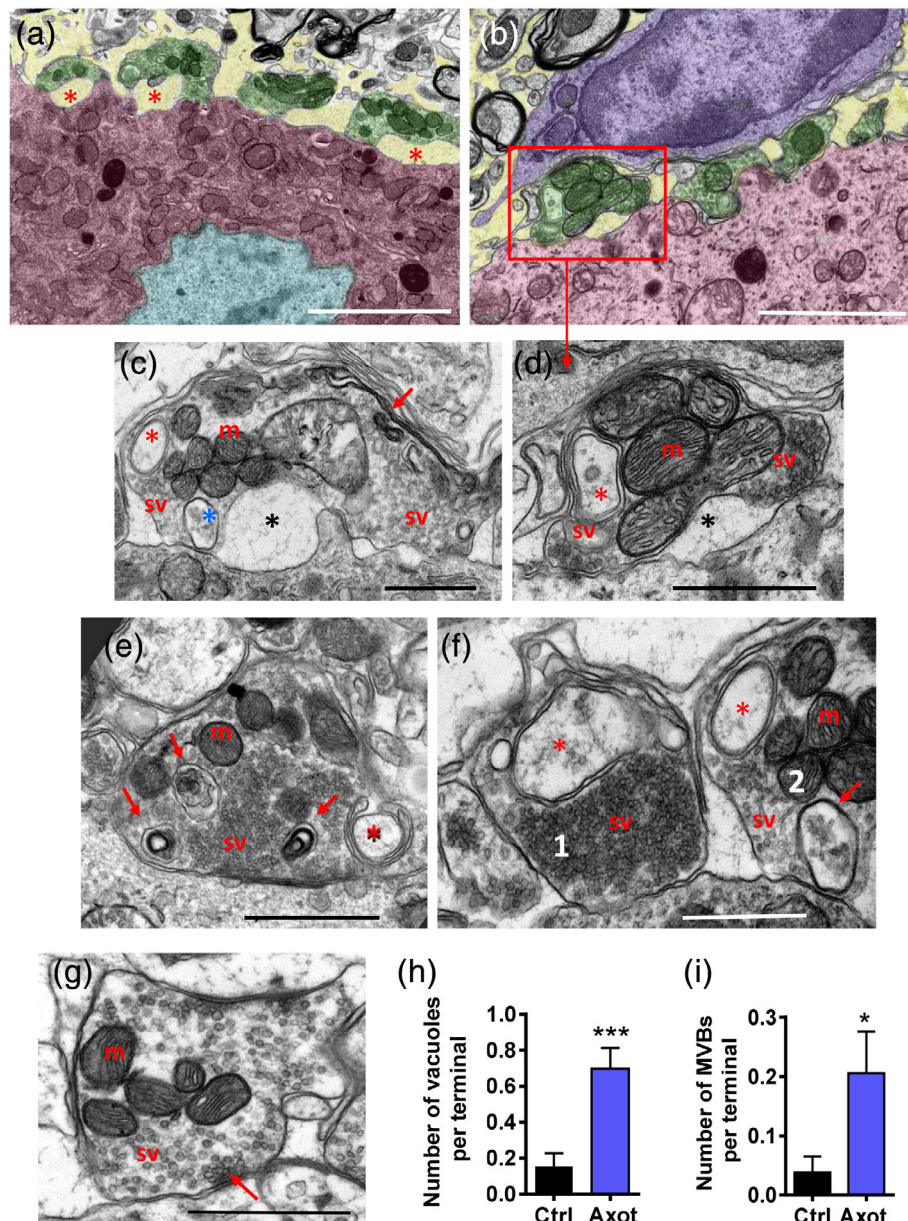 (a)
(b)
*
*
*
(c)
(d)
*
m
sv
*
*
sv
m
sv
*
sv
*
(e)
(f)
m
sv
*
*
*
m
2
sv
1
sv
(g)
m
sv
(h)
Number of vacuoles
per terminal
1.0
0.8
0.6
0.4
0.2
0.0
***
Ctrl Axot
(i)
Number of MVBs
per terminal
0.3
0.2
0.1
0.0
*
Ctrl Axot